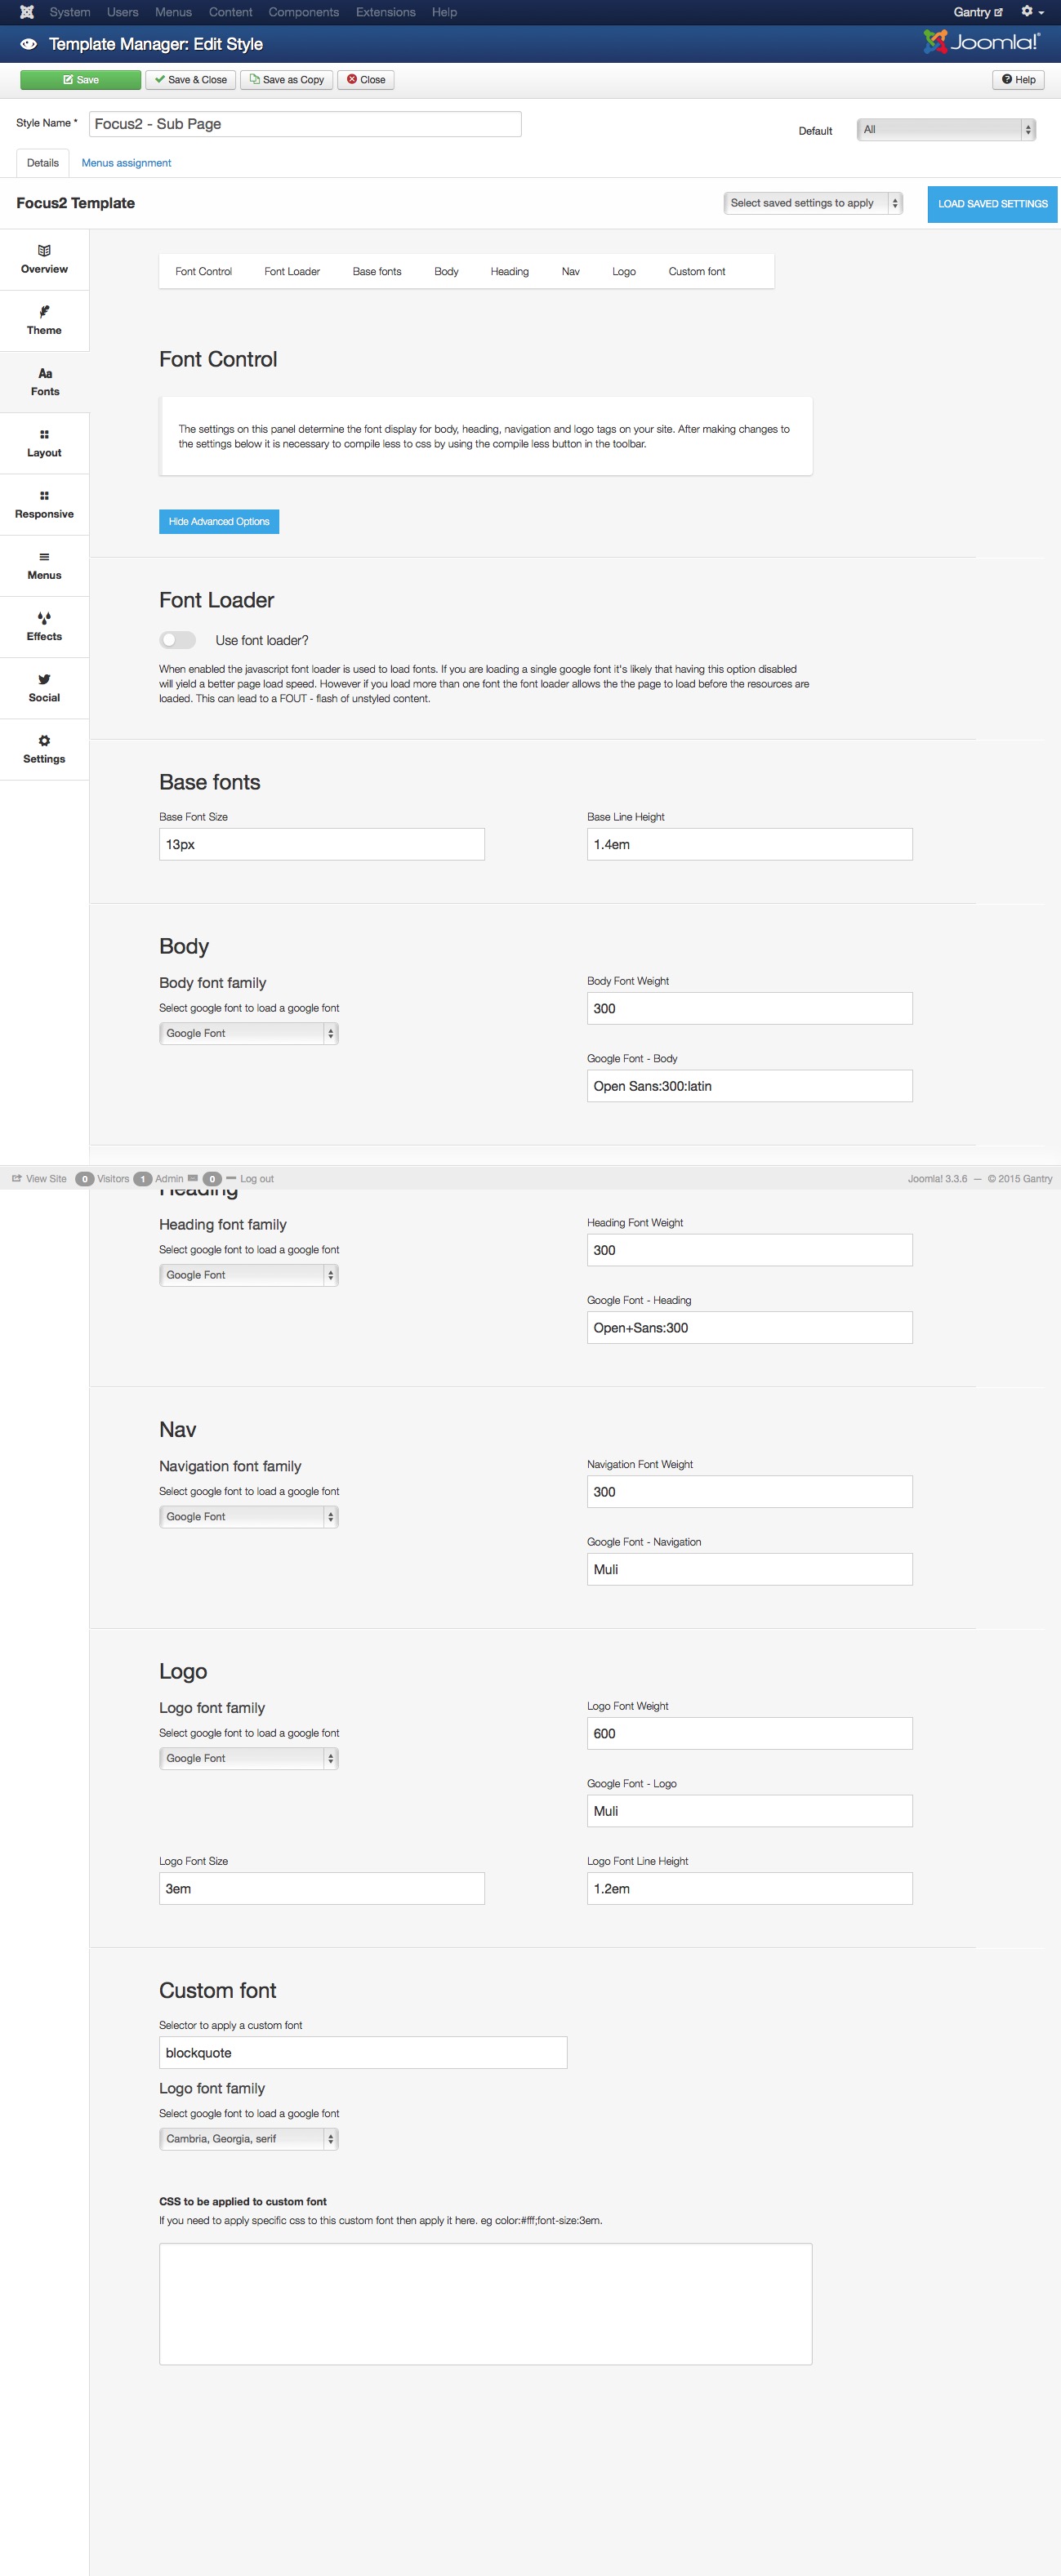 System Users Menus Content Components Extensions Help Gantry
Template Manager: Edit Style Joomla!
Save Save & Close Save as Copy Close Help
Style Name * Focus2 - Sub Page
Default All
Details Menus assignment
Focus2 Template Select saved settings to apply LOAD SAVED SETTINGS
Overview
Theme
Aa
Fonts
Layout
Responsive
Menus
Effects
Social
Settings
Font Control Font Loader Base fonts Body Heading Nav Logo Custom font
Font Control
The settings on this panel determine the font display for body, heading, navigation and logo tags on your site. After making changes to
the settings below it is necessary to compile less to css by using the compile less button in the toolbar.
Hide Advanced Options
Font Loader
Use font loader?
When enabled the javascript font loader is used to load fonts. If you are loading a single google font it's likely that having this option disabled
will yield a better page load speed. However if you load more than one font the font loader allows the the page to load before the resources are
loaded. This can lead to a FOUT - flash of unstyled content.
Base fonts
Base Font Size Base Line Height
13px 1.4em
Body
Body font family Body Font Weight
Select google font to load a google font 300
Google Font
Google Font - Body
Open Sans:300:latin
View Site 0 Visitors 1 Admin 0 Log out Joomla! 3.3.6 — © 2015 Gantry
Heading
Heading font family Heading Font Weight
Select google font to load a google font 300
Google Font
Google Font - Heading
Open+Sans:300
Nav
Navigation font family Navigation Font Weight
Select google font to load a google font 300
Google Font
Google Font - Navigation
Muli
Logo
Logo font family Logo Font Weight
Select google font to load a google font 600
Google Font
Google Font - Logo
Muli
Logo Font Size Logo Font Line Height
3em 1.2em
Custom font
Selector to apply a custom font
blockquote
Logo font family
Select google font to load a google font
Cambria, Georgia, serif
CSS to be applied to custom font
If you need to apply specific css to this custom font then apply it here. eg color:#fff;font-size:3em.